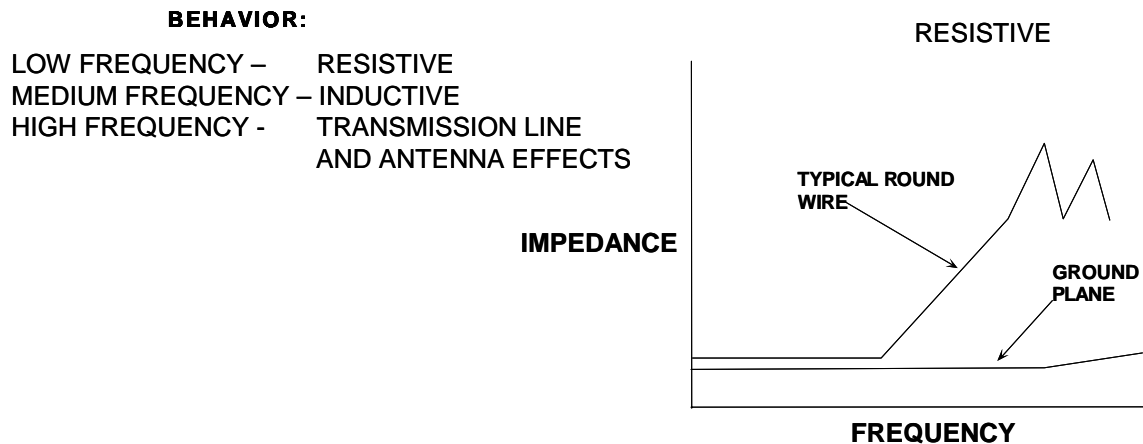 BEHAVIOR:
LOW FREQUENCY – RESISTIVE
MEDIUM FREQUENCY – INDUCTIVE
HIGH FREQUENCY - TRANSMISSION LINE
AND ANTENNA EFFECTS
RESISTIVE
TYPICAL ROUND
WIRE
IMPEDANCE
GROUND
PLANE
FREQUENCY